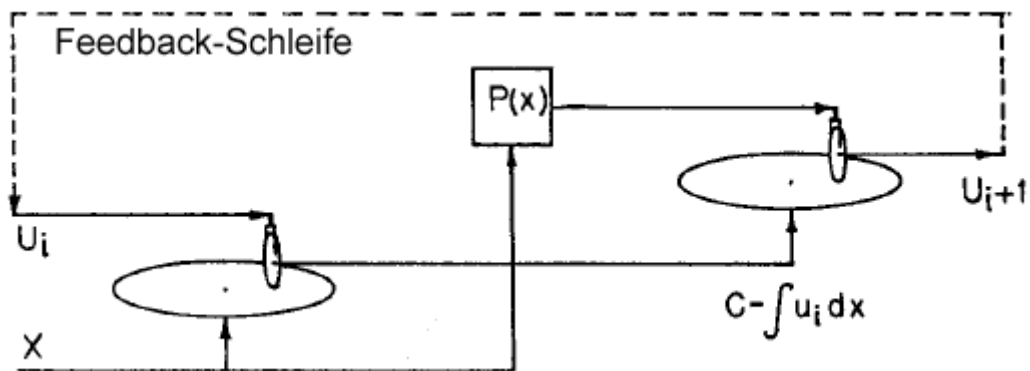 Feedback-Schleife
P(x)
Ui
Ui+1
C-∫uidx
X